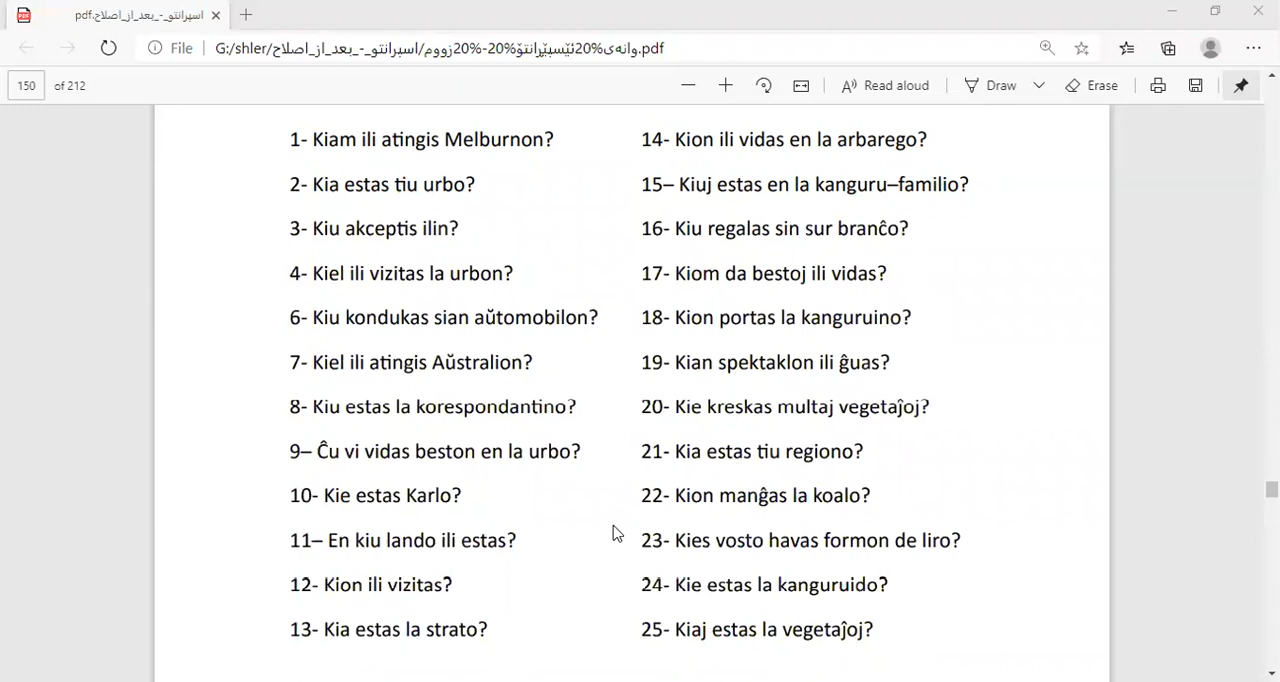 اسپرانتو_-_بعد_از_اصلاح.pdf
File G:/shler/وانه‌ی%20ئێسپێڕانتۆ%20-%20زووم/اسپرانتو_-_بعد_از_اصلاح.pdf
150 of 212 Read aloud Draw Erase
1- Kiam ili atingis Melburnon?
2- Kia estas tiu urbo?
3- Kiu akceptis ilin?
4- Kiel ili vizitas la urbon?
6- Kiu kondukas sian aŭtomobilon?
7- Kiel ili atingis Aŭstralion?
8- Kiu estas la korespondantino?
9– Ĉu vi vidas beston en la urbo?
10- Kie estas Karlo?
11– En kiu lando ili estas?
12- Kion ili vizitas?
13- Kia estas la strato?
14- Kion ili vidas en la arbarego?
15– Kiuj estas en la kanguru–familio?
16- Kiu regalas sin sur branĉo?
17- Kiom da bestoj ili vidas?
18- Kion portas la kanguruino?
19- Kian spektaklon ili ĝuas?
20- Kie kreskas multaj vegetaĵoj?
21- Kia estas tiu regiono?
22- Kion manĝas la koalo?
23- Kies vosto havas formon de liro?
24- Kie estas la kanguruido?
25- Kiaj estas la vegetaĵoj?